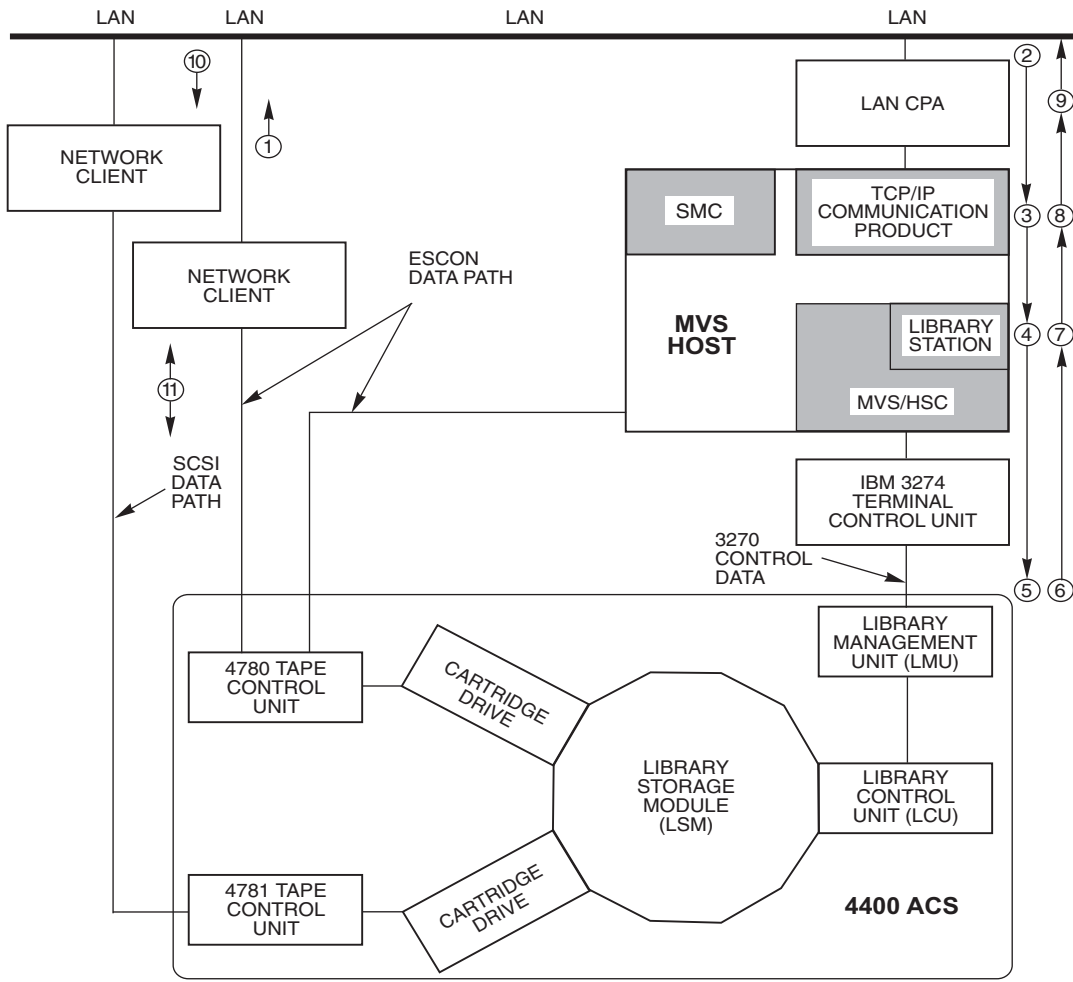 LAN
LAN
LAN
LAN
10
2
LAN CPA
9
1
NETWORK
CLIENT
SMC
TCP/IP
COMMUNICATION
PRODUCT
3
8
NETWORK
CLIENT
ESCON
DATA PATH
MVS
HOST
LIBRARY
STATION
4
7
MVS/HSC
11
SCSI
DATA
PATH
IBM 3274
TERMINAL
CONTROL UNIT
3270
CONTROL
DATA
5
6
LIBRARY
MANAGEMENT
UNIT (LMU)
4780 TAPE
CONTROL
UNIT
CARTRIDGE
DRIVE
LIBRARY
STORAGE
MODULE
(LSM)
LIBRARY
CONTROL
UNIT (LCU)
4781 TAPE
CONTROL
UNIT
CARTRIDGE
DRIVE
4400 ACS